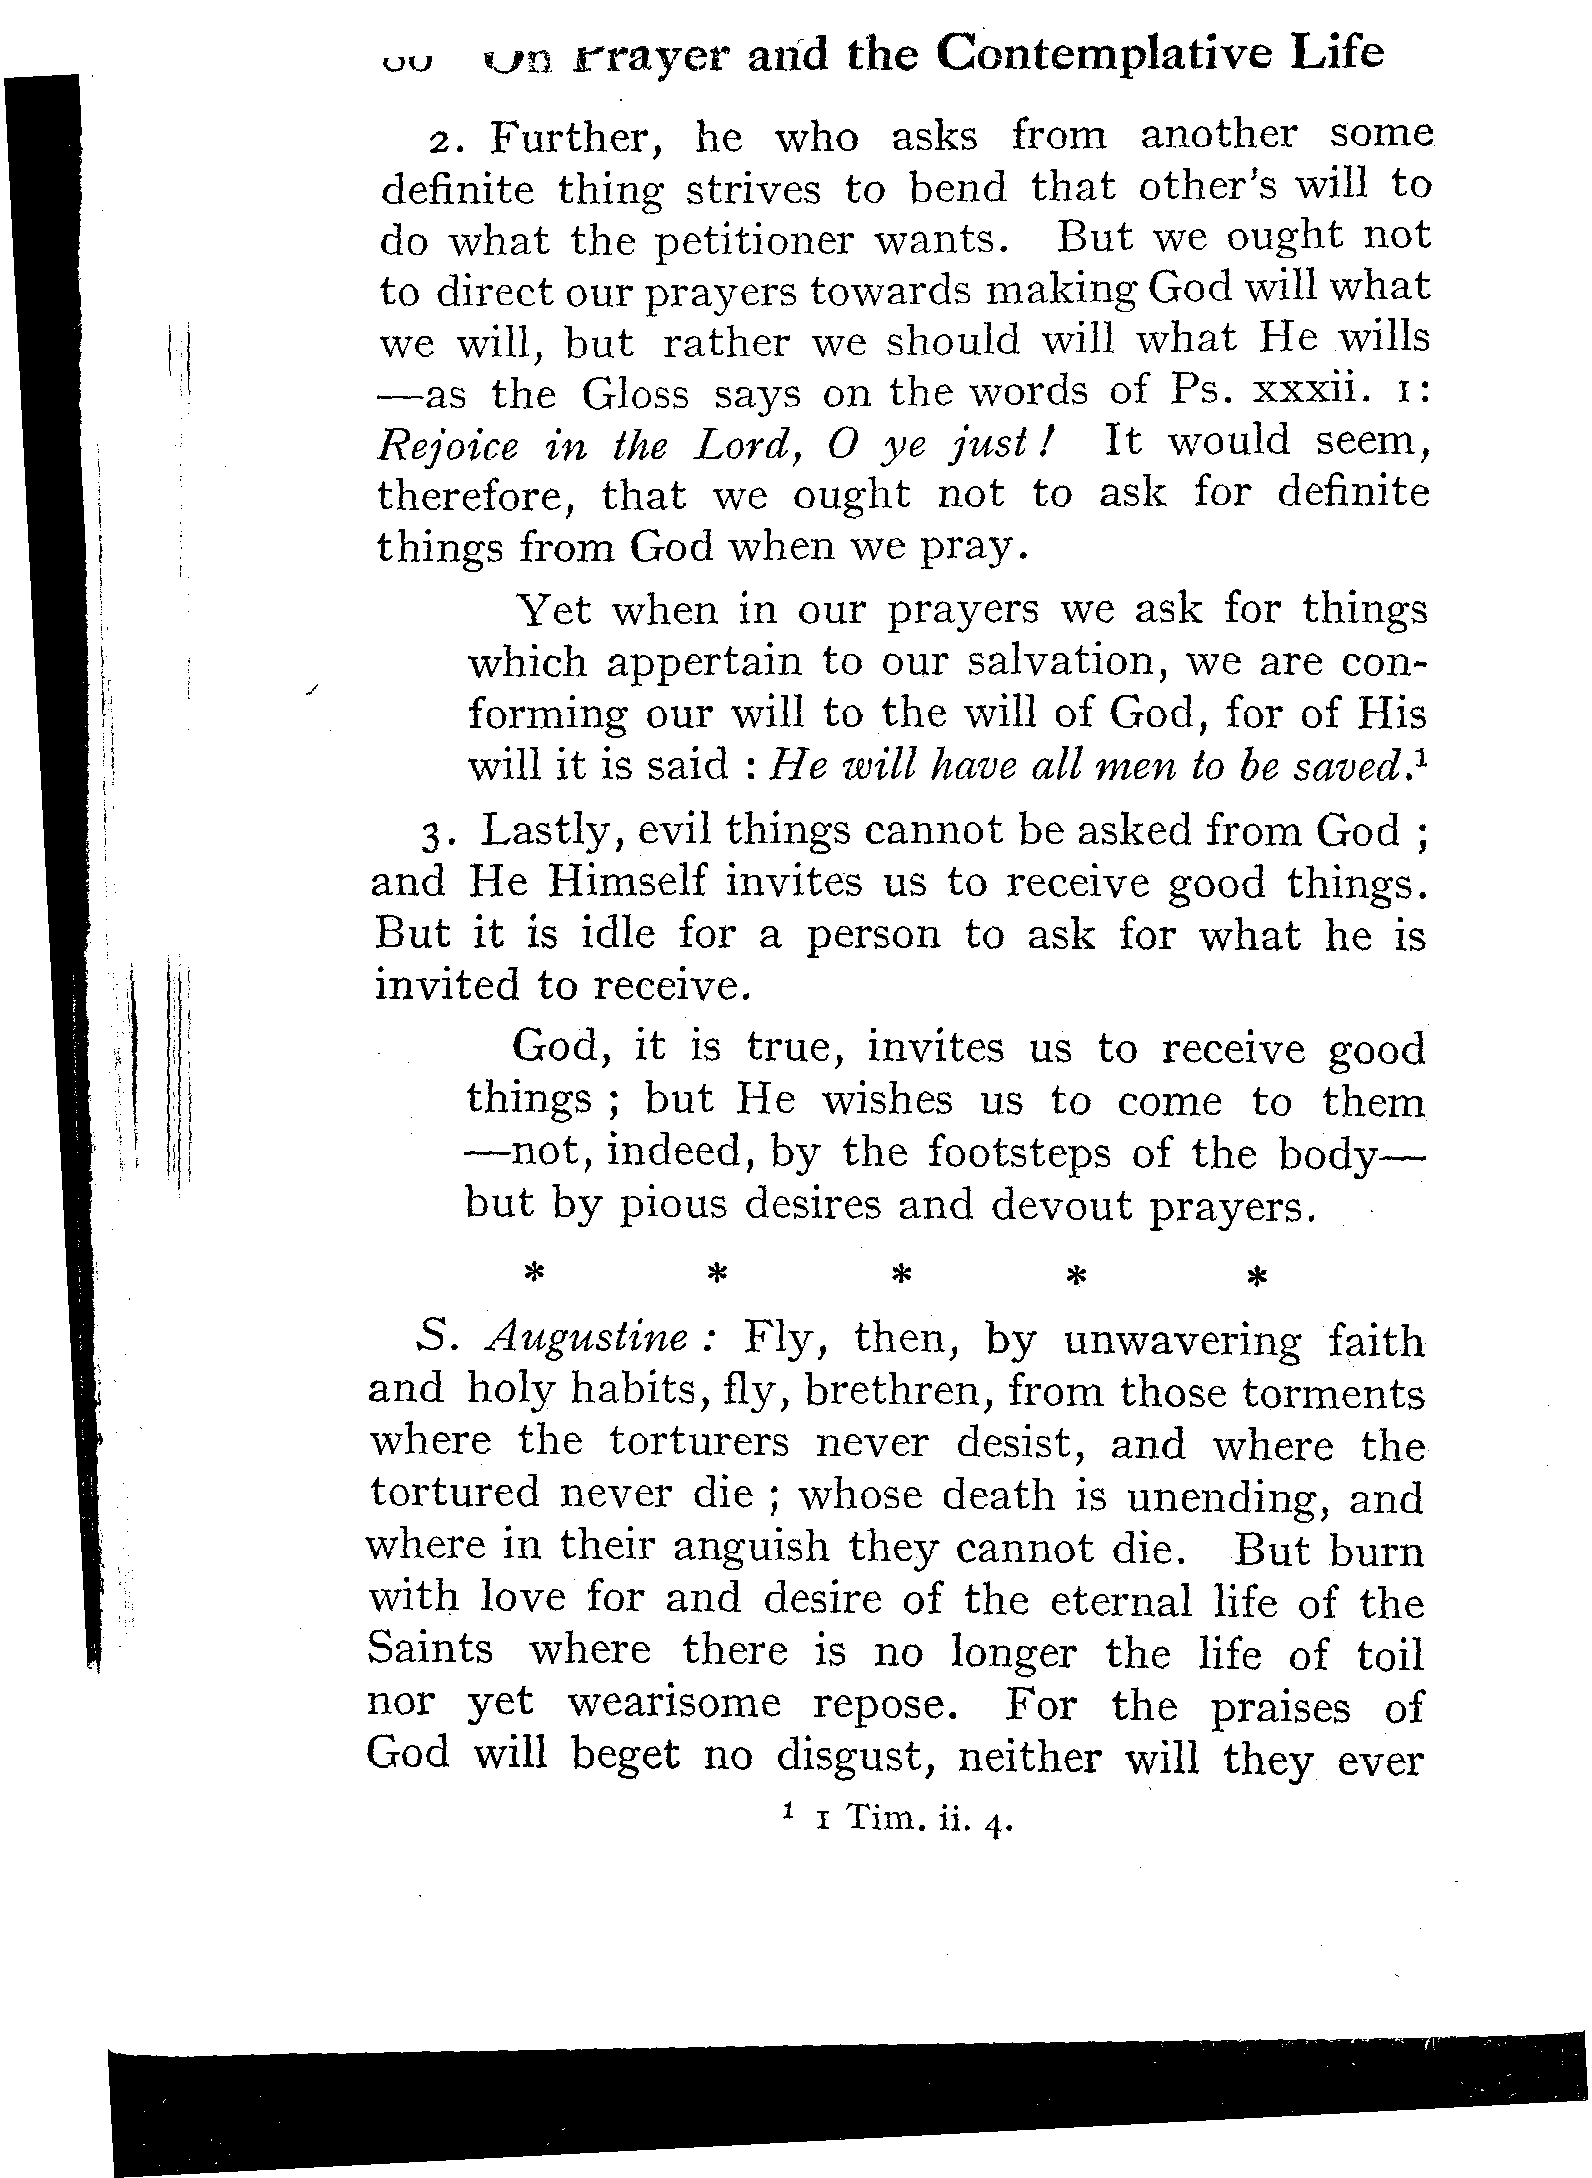 On Prayer and the Contemplative Life
2. Further, he who asks from another some
definite thing strives to bend that other's will to
do what the petitioner wants. But we ought not
to direct our prayers towards making God will what
we will, but rather we should will what He wills
—as the Gloss says on the words of Ps. xxxii. 1:
Rejoice in the Lord, O ye just! It would seem,
therefore, that we ought not to ask for definite
things from God when we pray.
Yet when in our prayers we ask for things
which appertain to our salvation, we are con-
forming our will to the will of God, for of His
will it is said : He will have all men to be saved.¹
3. Lastly, evil things cannot be asked from God ;
and He Himself invites us to receive good things.
But it is idle for a person to ask for what he is
invited to receive.
God, it is true, invites us to receive good
things ; but He wishes us to come to them
—not, indeed, by the footsteps of the body—
but by pious desires and devout prayers.
* * * * *
S. Augustine : Fly, then, by unwavering faith
and holy habits, fly, brethren, from those torments
where the torturers never desist, and where the
tortured never die ; whose death is unending, and
where in their anguish they cannot die. But burn
with love for and desire of the eternal life of the
Saints where there is no longer the life of toil
nor yet wearisome repose. For the praises of
God will beget no disgust, neither will they ever
¹ 1 Tim. ii. 4.